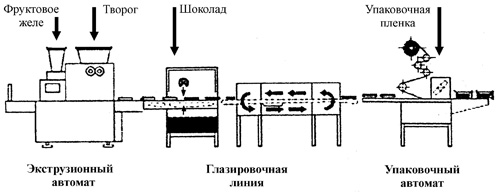 Фруктовое
желе
Творог
Шоколад
Упаковочная
пленка
Экструзионный
автомат
Глазировочная
линия
Упаковочный
автомат